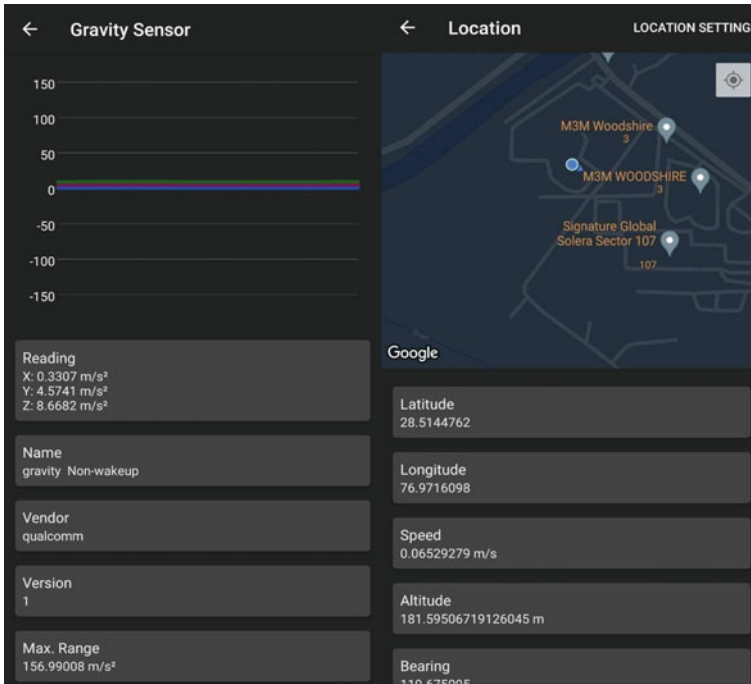 Gravity Sensor
150
100
50
0
-50
-100
-150
Reading
X: 0.3307 m/s²
Y: 4.5741 m/s²
Z: 8.6682 m/s²
Name
gravity Non-wakeup
Vendor
qualcomm
Version
1
Max. Range
156.99008 m/s²
Location
LOCATION SETTING
M3M Woodshire
3
M3M WOODSHIRE
3
Signature Global
Solera Sector 107
107
Google
Latitude
28.5144762
Longitude
76.9716098
Speed
0.06529279 m/s
Altitude
181.59506719126045 m
Bearing